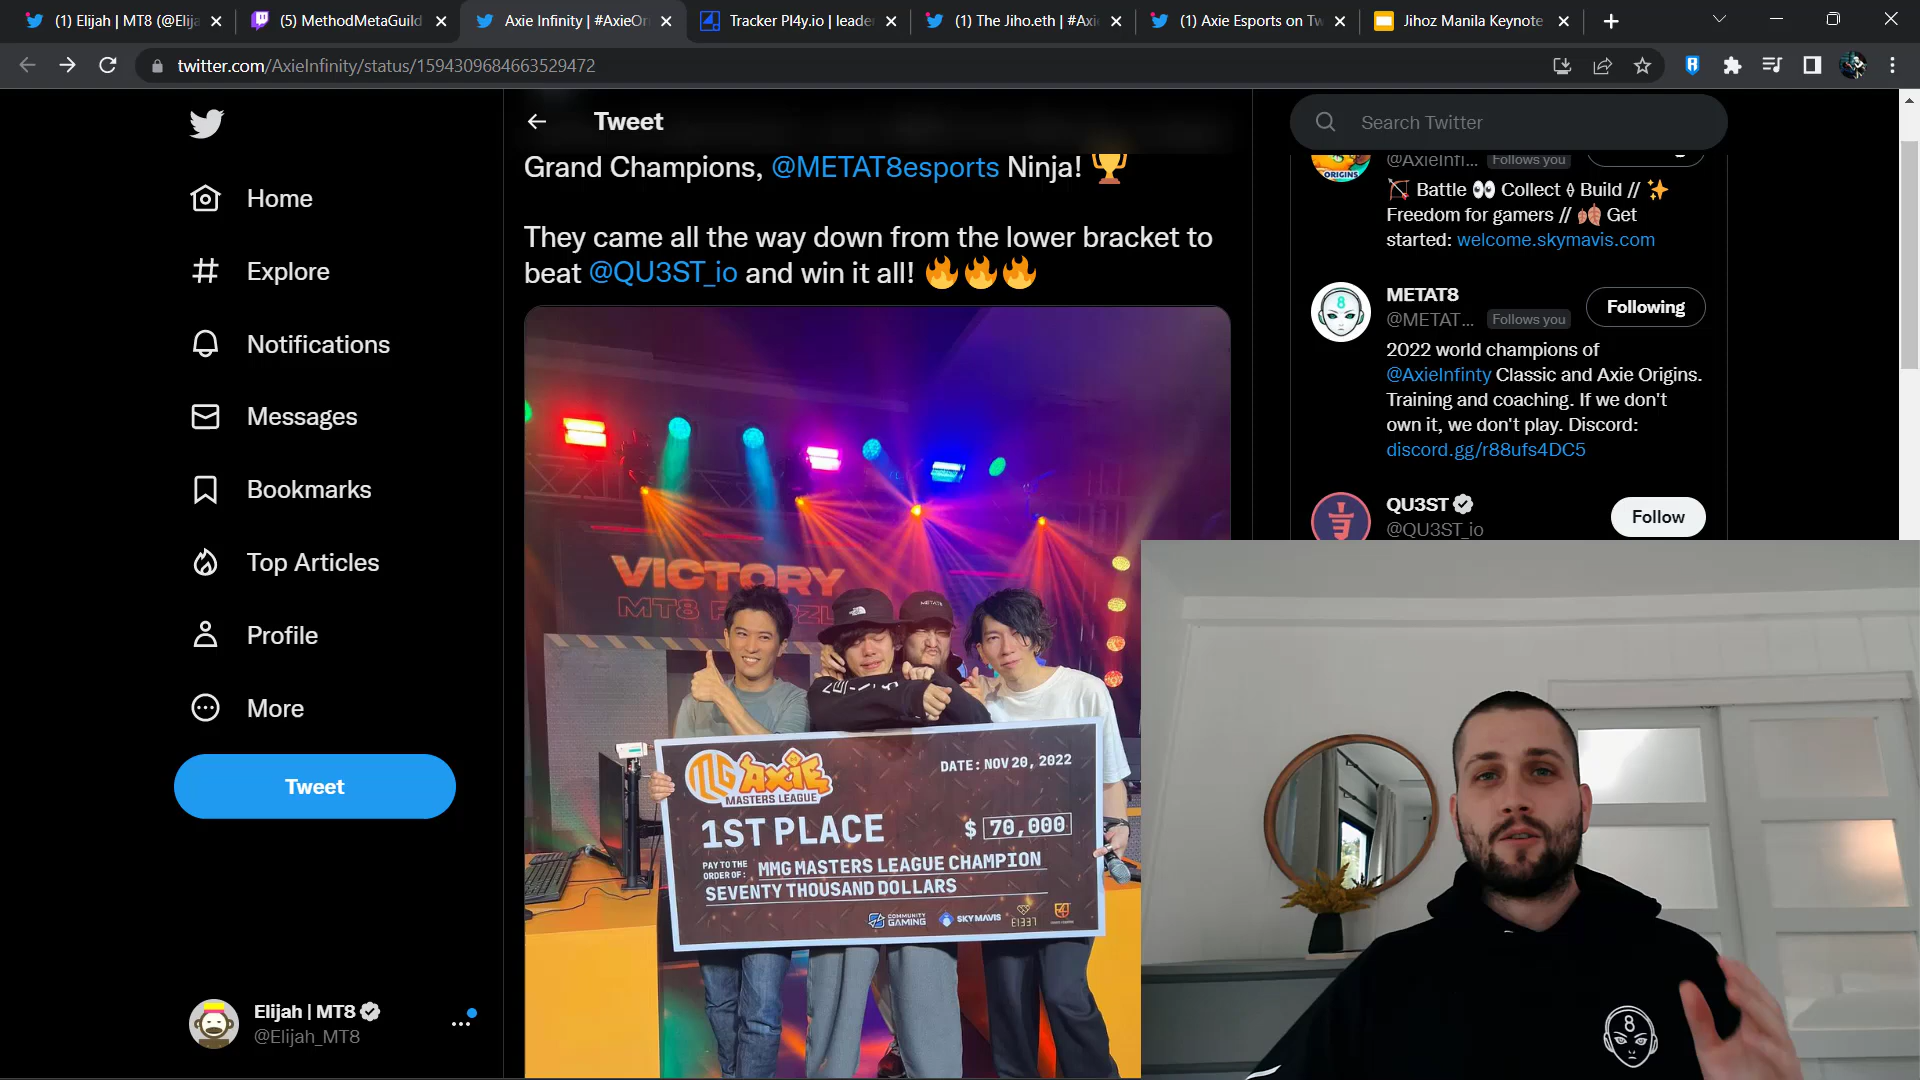 (1) Elijah | MT8 (@Elija
(5) MethodMetaGuild
Axie Infinity | #AxieOri
Tracker Pl4y.io | leade
(1) The Jiho.eth | #Axi
(1) Axie Esports on Tw
Jihoz Manila Keynote
twitter.com/AxieInfinity/status/1594309684663529472
Home
Explore
Notifications
Messages
Bookmarks
Top Articles
Profile
More
Tweet
Elijah | MT8
@Elijah_MT8
Tweet
Grand Champions, @METAT8esports Ninja! 🏆
They came all the way down from the lower bracket to
beat @QU3ST_io and win it all! 🔥🔥🔥
VICTORY
MT8
METAT8
MG AXIE
MASTERS LEAGUE
DATE: NOV 20, 2022
1ST PLACE
$ 70,000
PAY TO THE
ORDER OF: MMG MASTERS LEAGUE CHAMPION
SEVENTY THOUSAND DOLLARS
COMMUNITY
GAMING
SKY MAVIS
E1337
Search Twitter
ORIGINS
@AxieInfi... Follows you
🏹 Battle 👀 Collect ⬨ Build // ✨
Freedom for gamers // 🍂 Get
started: welcome.skymavis.com
8
METAT8
@METAT... Follows you
Following
2022 world champions of
@AxieInfinty Classic and Axie Origins.
Training and coaching. If we don't
own it, we don't play. Discord:
discord.gg/r88ufs4DC5
QU3ST
@QU3ST_io
Follow
8